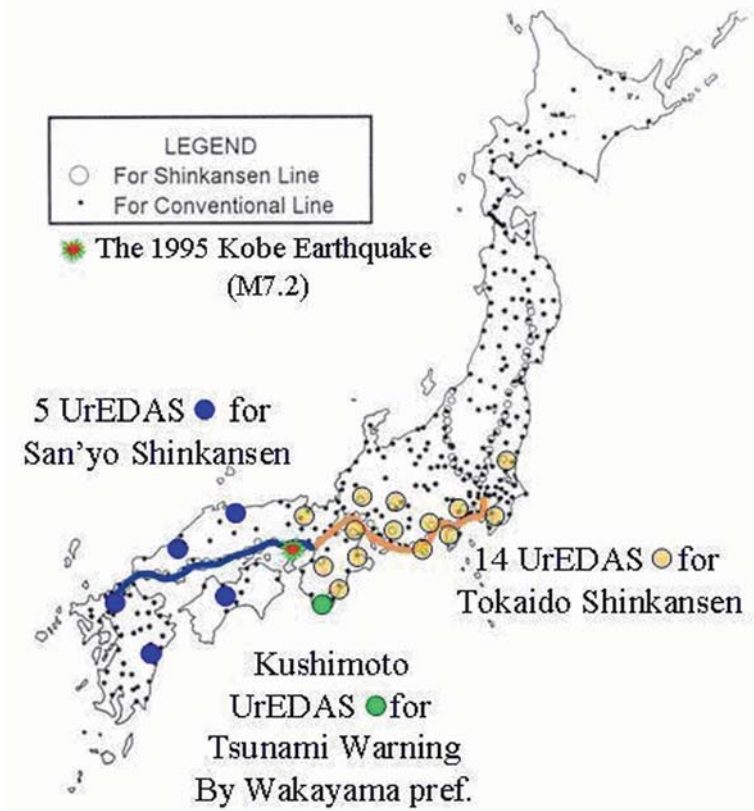 LEGEND
For Shinkansen Line
For Conventional Line
The 1995 Kobe Earthquake
(M7.2)
5 UrEDAS for
San'yo Shinkansen
14 UrEDAS for
Tokaido Shinkansen
Kushimoto
UrEDAS for
Tsunami Warning
By Wakayama pref.